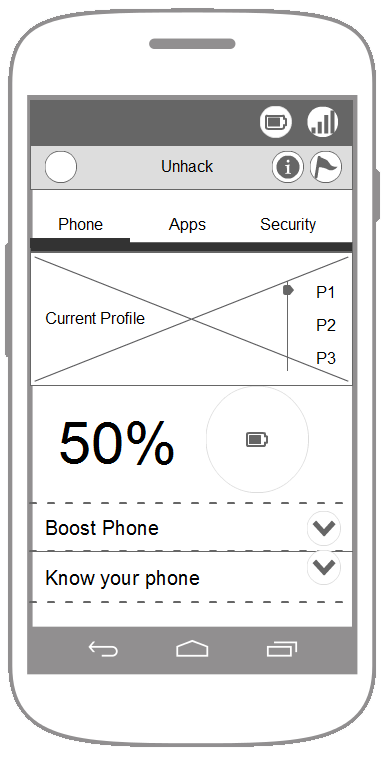 Unhack
Phone Apps Security
P1
Current Profile
P2
P3
50%
Boost Phone
Know your phone